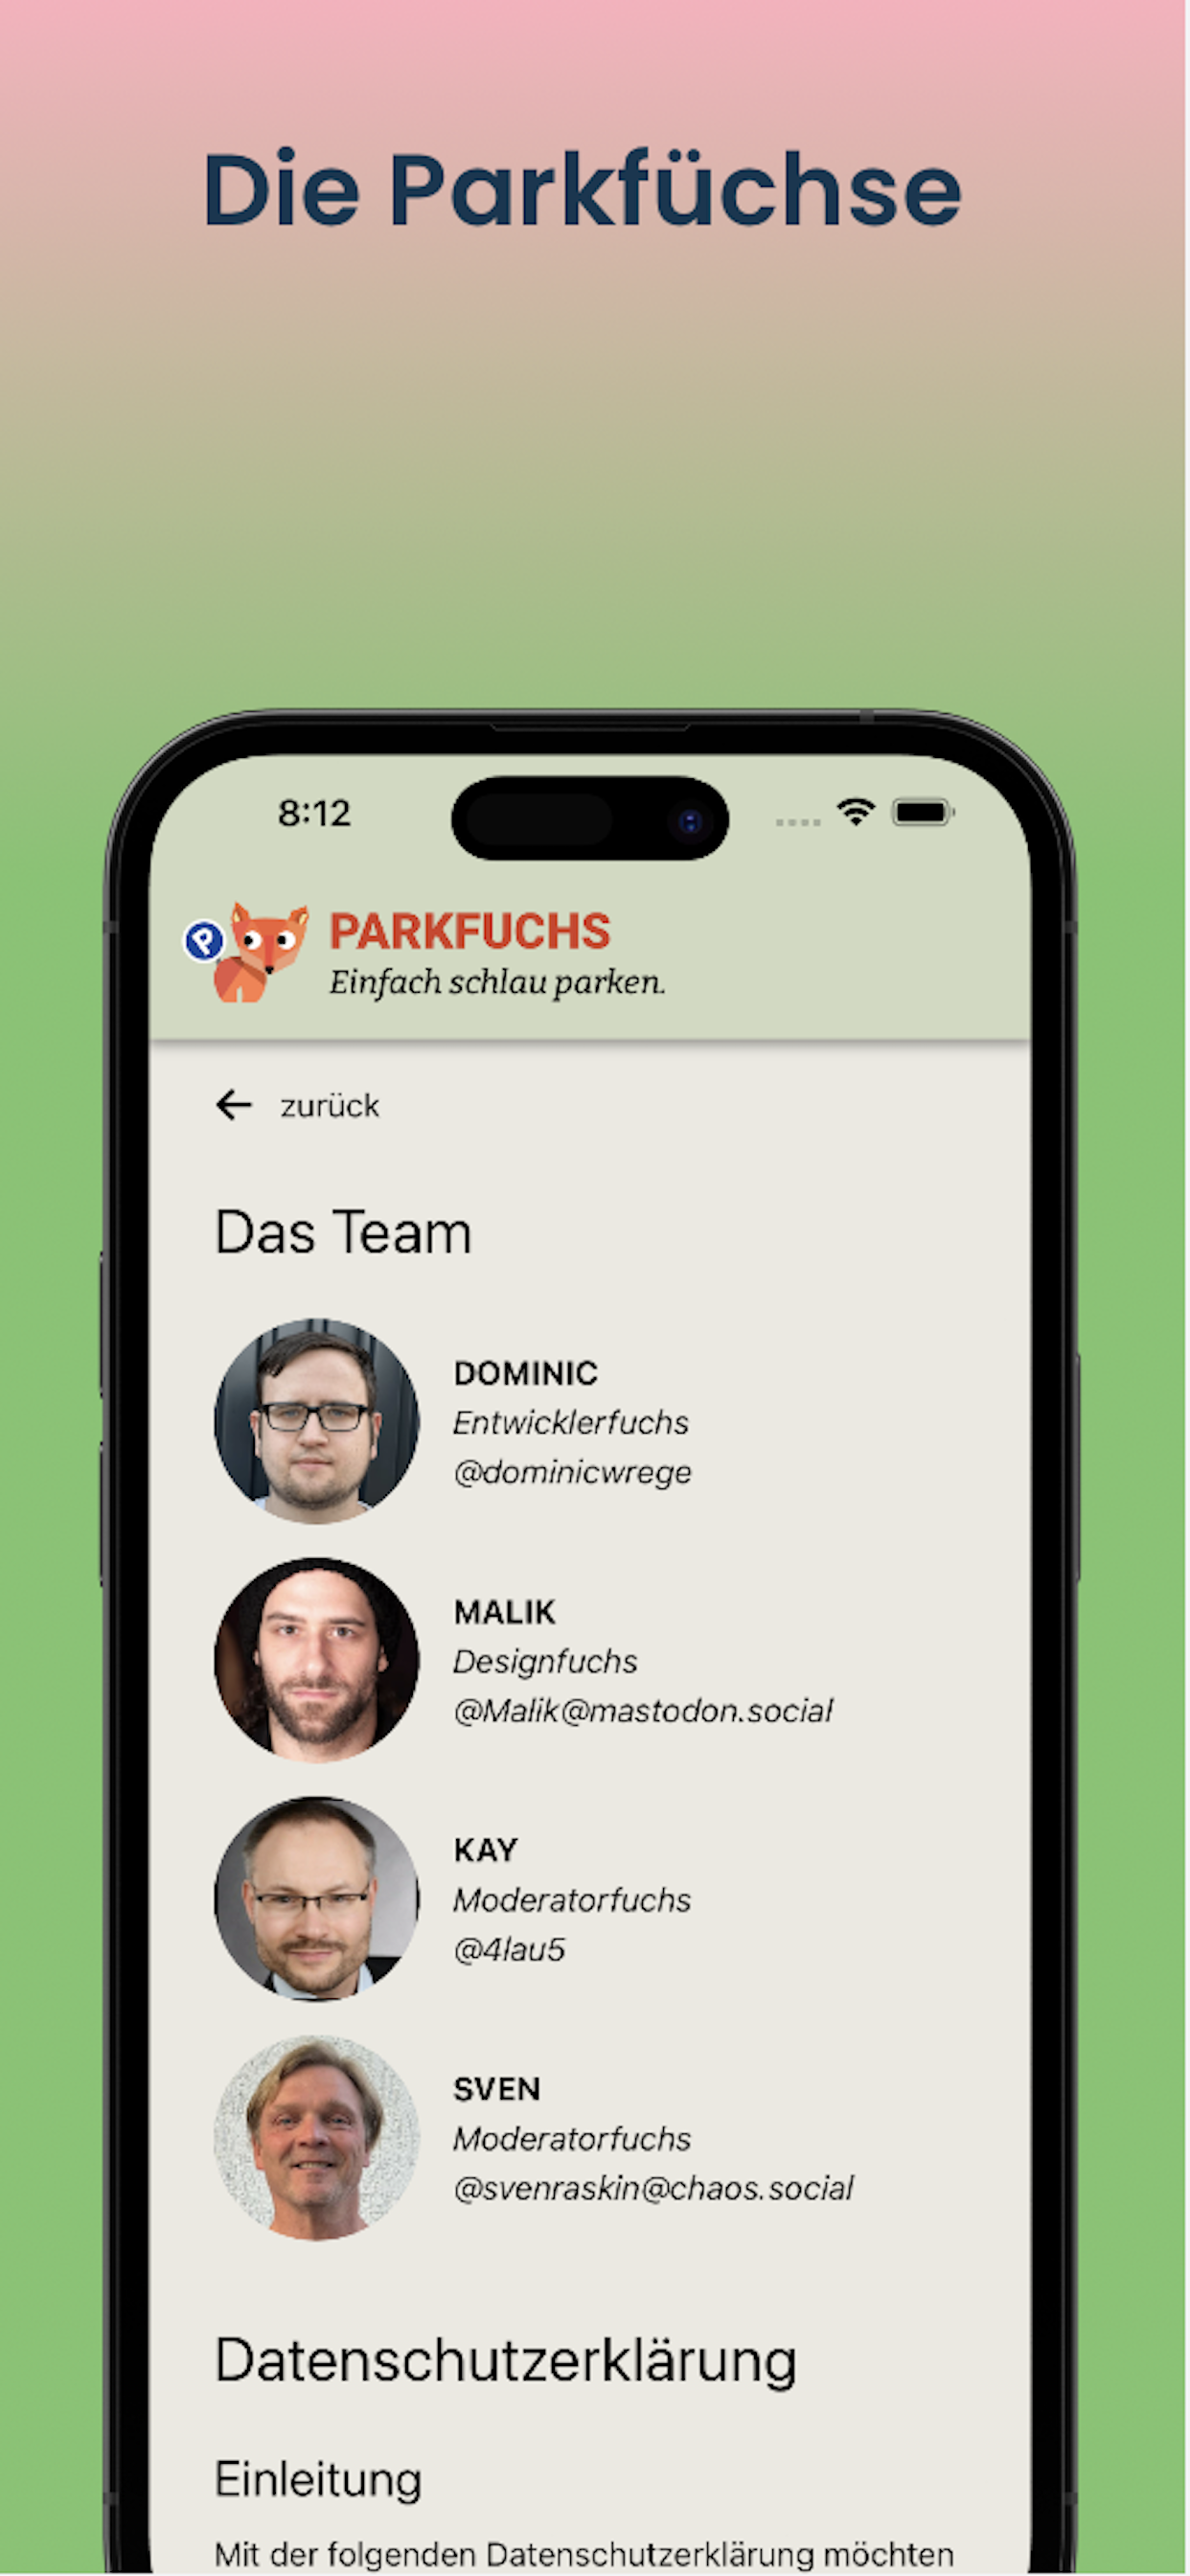 Die Parkfüchse
8:12
P
PARKFUCHS
Einfach schlau parken.
← zurück
Das Team
DOMINIC
Entwicklerfuchs
@dominicwrege
MALIK
Designfuchs
@Malik@mastodon.social
KAY
Moderatorfuchs
@4lau5
SVEN
Moderatorfuchs
@svenraskin@chaos.social
Datenschutzerklärung
Einleitung
Mit der folgenden Datenschutzerklärung möchten